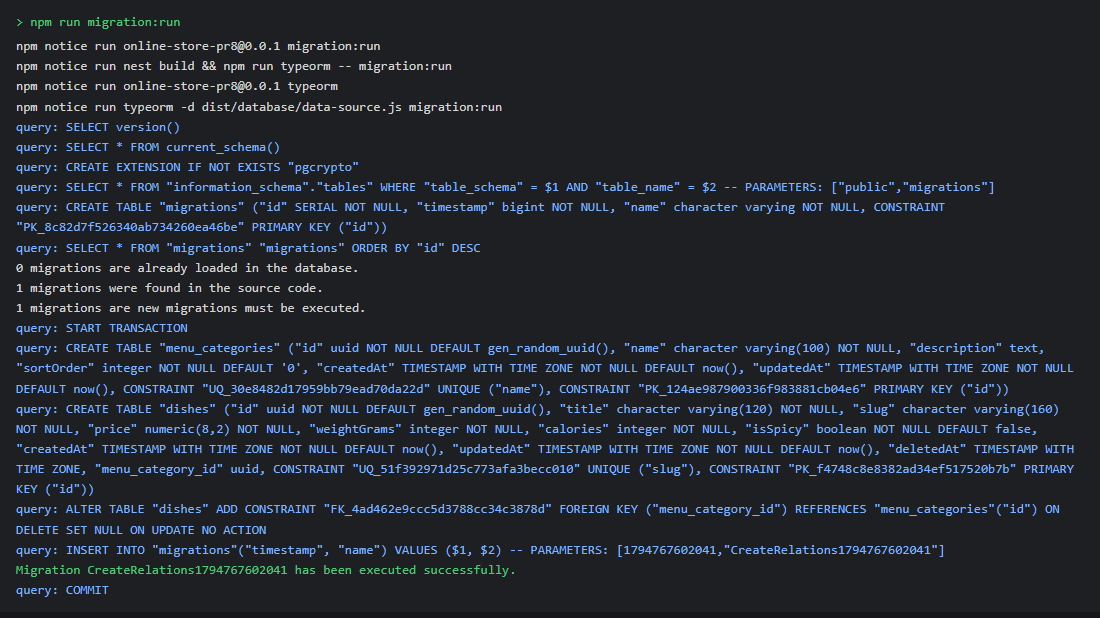 > npm run migration:run
npm notice run online-store-pr8@0.0.1 migration:run
npm notice run nest build && npm run typeorm -- migration:run
npm notice run online-store-pr8@0.0.1 typeorm
npm notice run typeorm -d dist/database/data-source.js migration:run
query: SELECT version()
query: SELECT * FROM current_schema()
query: CREATE EXTENSION IF NOT EXISTS "pgcrypto"
query: SELECT * FROM "information_schema"."tables" WHERE "table_schema" = $1 AND "table_name" = $2 -- PARAMETERS: ["public","migrations"]
query: CREATE TABLE "migrations" ("id" SERIAL NOT NULL, "timestamp" bigint NOT NULL, "name" character varying NOT NULL, CONSTRAINT
"PK_8c82d7f526340ab734260ea46be" PRIMARY KEY ("id"))
query: SELECT * FROM "migrations" "migrations" ORDER BY "id" DESC
0 migrations are already loaded in the database.
1 migrations were found in the source code.
1 migrations are new migrations must be executed.
query: START TRANSACTION
query: CREATE TABLE "menu_categories" ("id" uuid NOT NULL DEFAULT gen_random_uuid(), "name" character varying(100) NOT NULL, "description" text,
"sortOrder" integer NOT NULL DEFAULT '0', "createdAt" TIMESTAMP WITH TIME ZONE NOT NULL DEFAULT now(), "updatedAt" TIMESTAMP WITH TIME ZONE NOT NULL
DEFAULT now(), CONSTRAINT "UQ_30e8482d17959bb79ead70da22d" UNIQUE ("name"), CONSTRAINT "PK_124ae987900336f983881cb04e6" PRIMARY KEY ("id"))
query: CREATE TABLE "dishes" ("id" uuid NOT NULL DEFAULT gen_random_uuid(), "title" character varying(120) NOT NULL, "slug" character varying(160)
NOT NULL, "price" numeric(8,2) NOT NULL, "weightGrams" integer NOT NULL, "calories" integer NOT NULL, "isSpicy" boolean NOT NULL DEFAULT false,
"createdAt" TIMESTAMP WITH TIME ZONE NOT NULL DEFAULT now(), "updatedAt" TIMESTAMP WITH TIME ZONE NOT NULL DEFAULT now(), "deletedAt" TIMESTAMP WITH
TIME ZONE, "menu_category_id" uuid, CONSTRAINT "UQ_51f392971d25c773afa3becc010" UNIQUE ("slug"), CONSTRAINT "PK_f4748c8e8382ad34ef517520b7b" PRIMARY
KEY ("id"))
query: ALTER TABLE "dishes" ADD CONSTRAINT "FK_4ad462e9ccc5d3788cc34c3878d" FOREIGN KEY ("menu_category_id") REFERENCES "menu_categories"("id") ON
DELETE SET NULL ON UPDATE NO ACTION
query: INSERT INTO "migrations"("timestamp", "name") VALUES ($1, $2) -- PARAMETERS: [1794767602041,"CreateRelations1794767602041"]
Migration CreateRelations1794767602041 has been executed successfully.
query: COMMIT